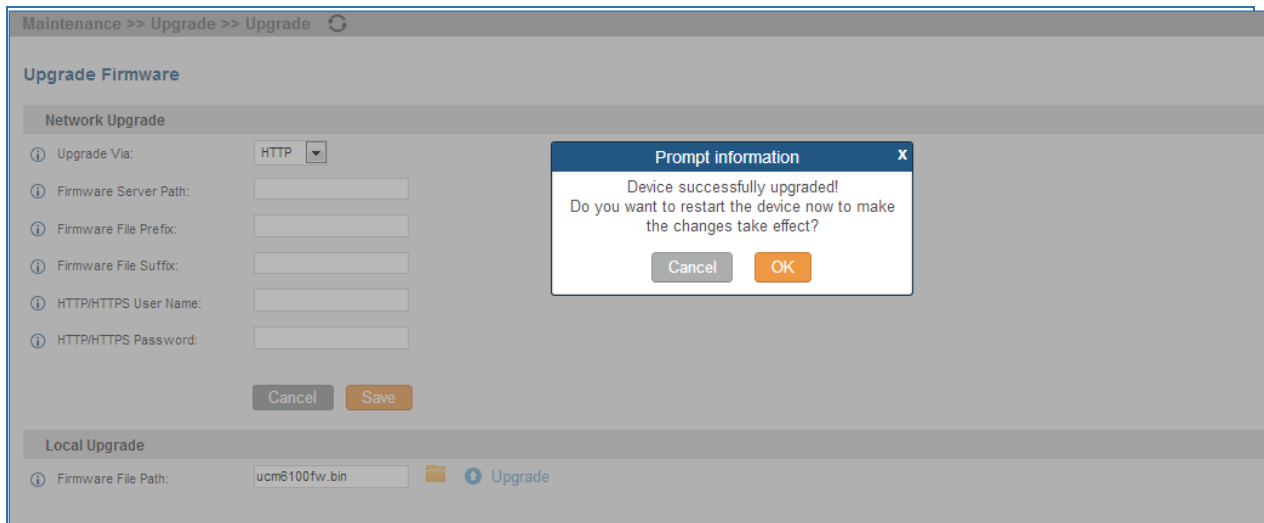 Maintenance >> Upgrade >> Upgrade
Upgrade Firmware
Network Upgrade
Upgrade Via:
HTTP
Firmware Server Path:
Firmware File Prefix:
Firmware File Suffix:
HTTP/HTTPS User Name:
HTTP/HTTPS Password:
Cancel Save
Local Upgrade
Firmware File Path:
ucm6100fw.bin
Upgrade
Prompt information X
Device successfully upgraded!
Do you want to restart the device now to make
the changes take effect?
Cancel OK